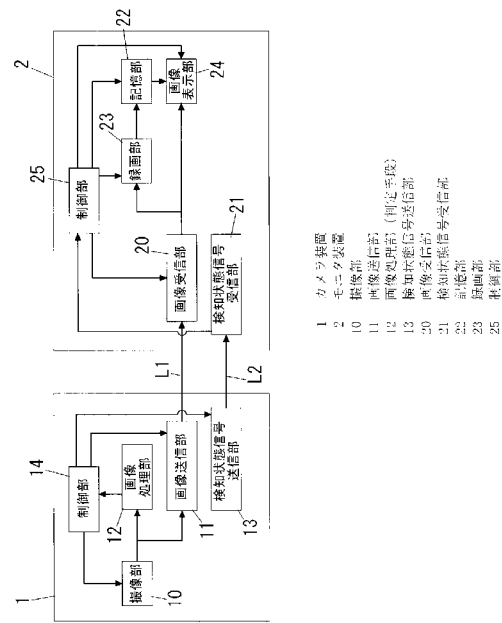 1
14
制御部
撮像部
10
画像
処理部
12
画像送信部
11
検知状態信号
送信部
13
L1
L2
2
25
制御部
22
記憶部
23
録画部
画像
表示部
24
20
画像受信部
21
検知状態信号
受信部
1 カメラ装置
2 モニタ装置
10 撮像部
11 画像送信部
12 画像処理部（判定手段）
13 検知状態信号送信部
20 画像受信部
21 検知状態信号受信部
22 記憶部
23 録画部
25 制御部